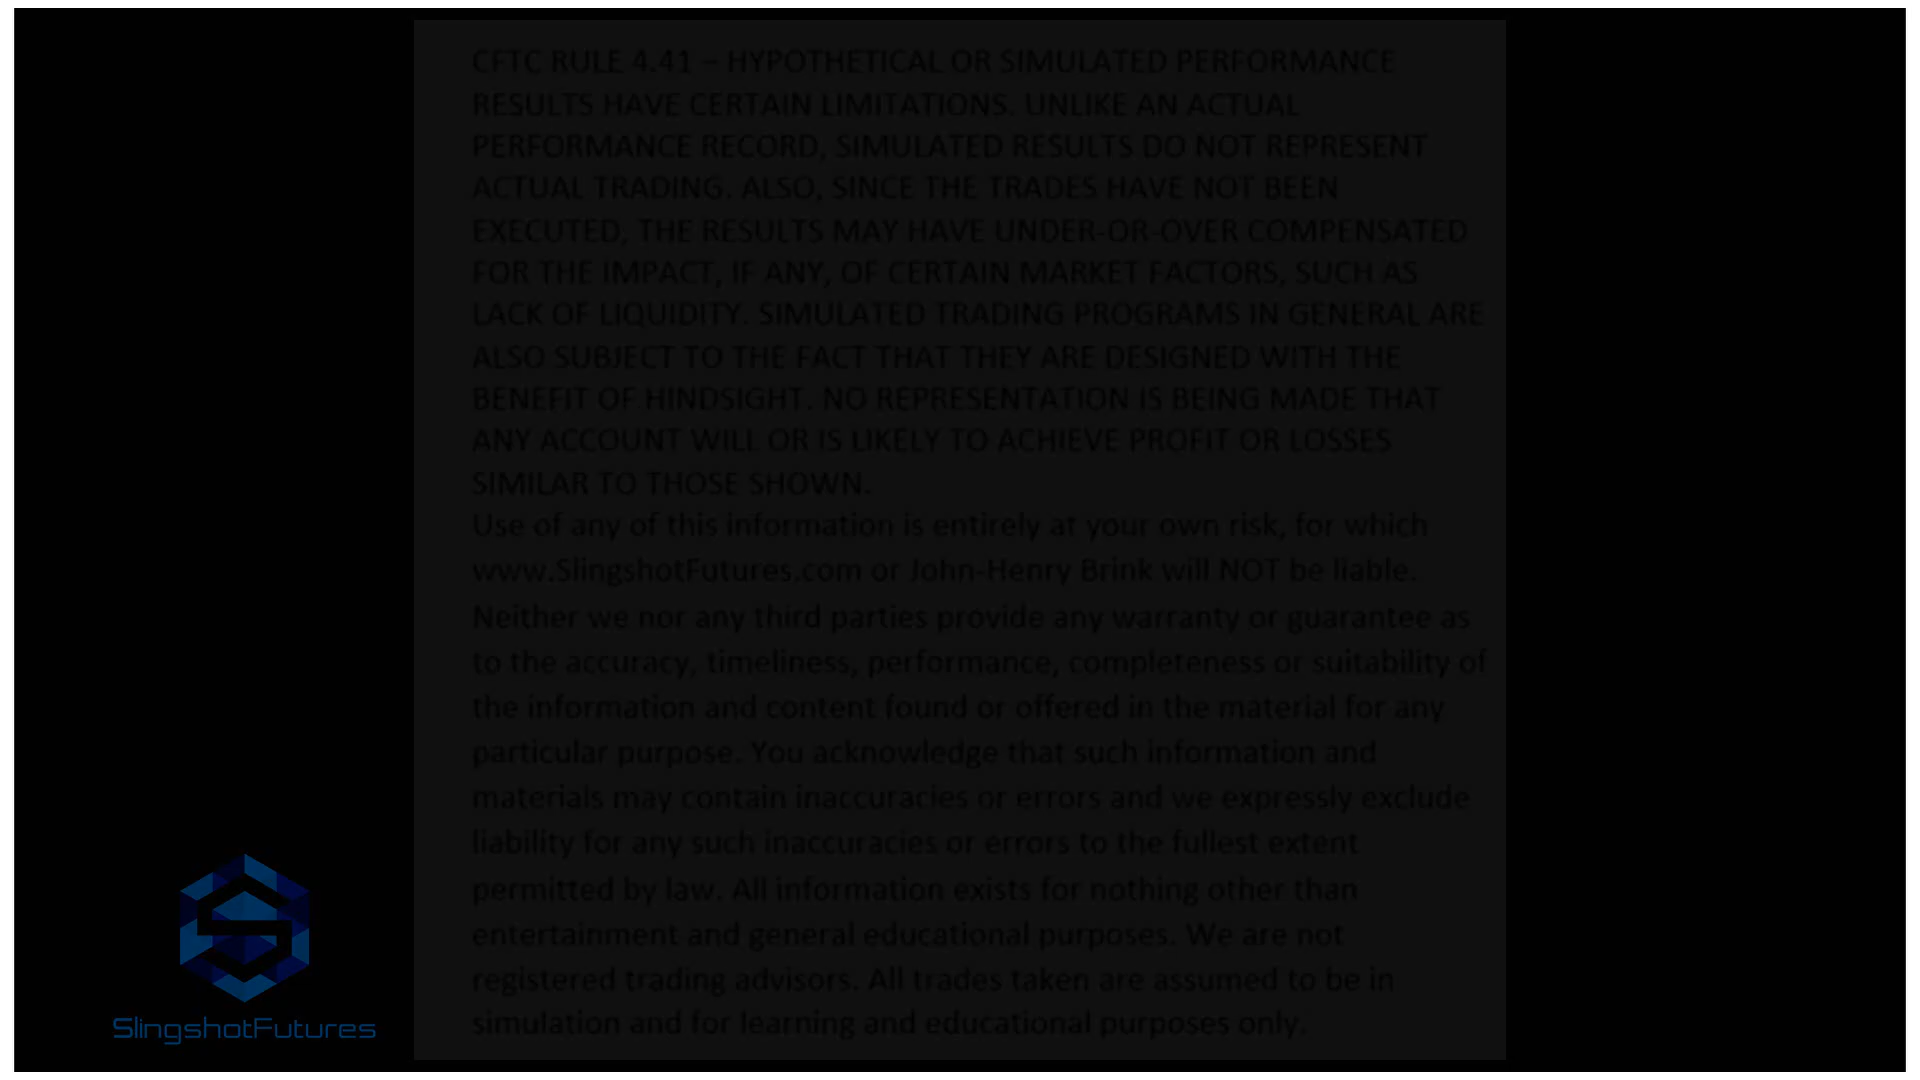 CFTC RULE 4.41 – HYPOTHETICAL OR SIMULATED PERFORMANCE
RESULTS HAVE CERTAIN LIMITATIONS. UNLIKE AN ACTUAL
PERFORMANCE RECORD, SIMULATED RESULTS DO NOT REPRESENT
ACTUAL TRADING. ALSO, SINCE THE TRADES HAVE NOT BEEN
EXECUTED, THE RESULTS MAY HAVE UNDER-OR-OVER COMPENSATED
FOR THE IMPACT, IF ANY, OF CERTAIN MARKET FACTORS, SUCH AS
LACK OF LIQUIDITY. SIMULATED TRADING PROGRAMS IN GENERAL ARE
ALSO SUBJECT TO THE FACT THAT THEY ARE DESIGNED WITH THE
BENEFIT OF HINDSIGHT. NO REPRESENTATION IS BEING MADE THAT
ANY ACCOUNT WILL OR IS LIKELY TO ACHIEVE PROFIT OR LOSSES
SIMILAR TO THOSE SHOWN.
Use of any of this information is entirely at your own risk, for which
www.SlingshotFutures.com or John-Henry Brink will NOT be liable.
Neither we nor any third parties provide any warranty or guarantee as
to the accuracy, timeliness, performance, completeness or suitability of
the information and content found or offered in the material for any
particular purpose. You acknowledge that such information and
materials may contain inaccuracies or errors and we expressly exclude
liability for any such inaccuracies or errors to the fullest extent
permitted by law. All information exists for nothing other than
entertainment and general educational purposes. We are not
registered trading advisors. All trades taken are assumed to be in
simulation and for learning and educational purposes only.
SlingshotFutures